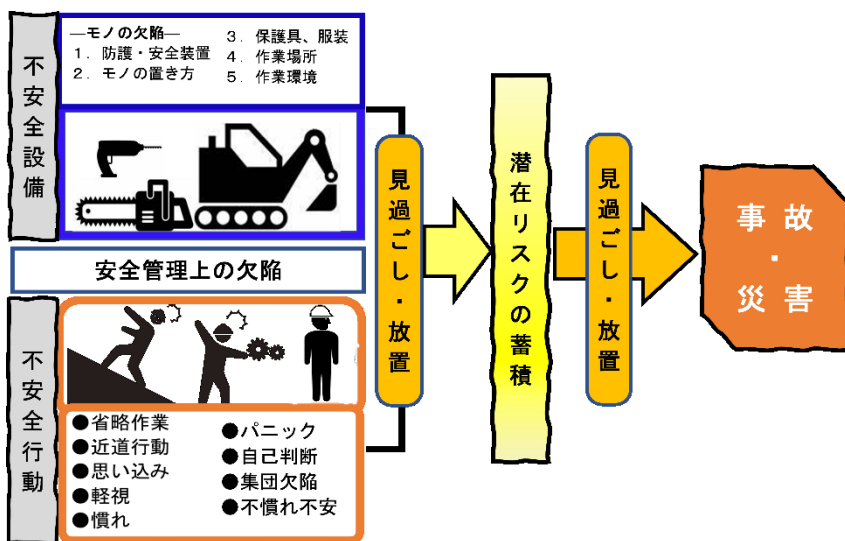 不安全設備
―モノの欠陥―
1. 防護・安全装置
2. モノの置き方
3. 保護具、服装
4. 作業場所
5. 作業環境
安全管理上の欠陥
不安全行動
●省略作業
●近道行動
●思い込み
●軽視
●慣れ
●パニック
●自己判断
●集団欠陥
●不慣れ不安
見過ごし・放置
潜在リスクの蓄積
見過ごし・放置
事故
・
災害